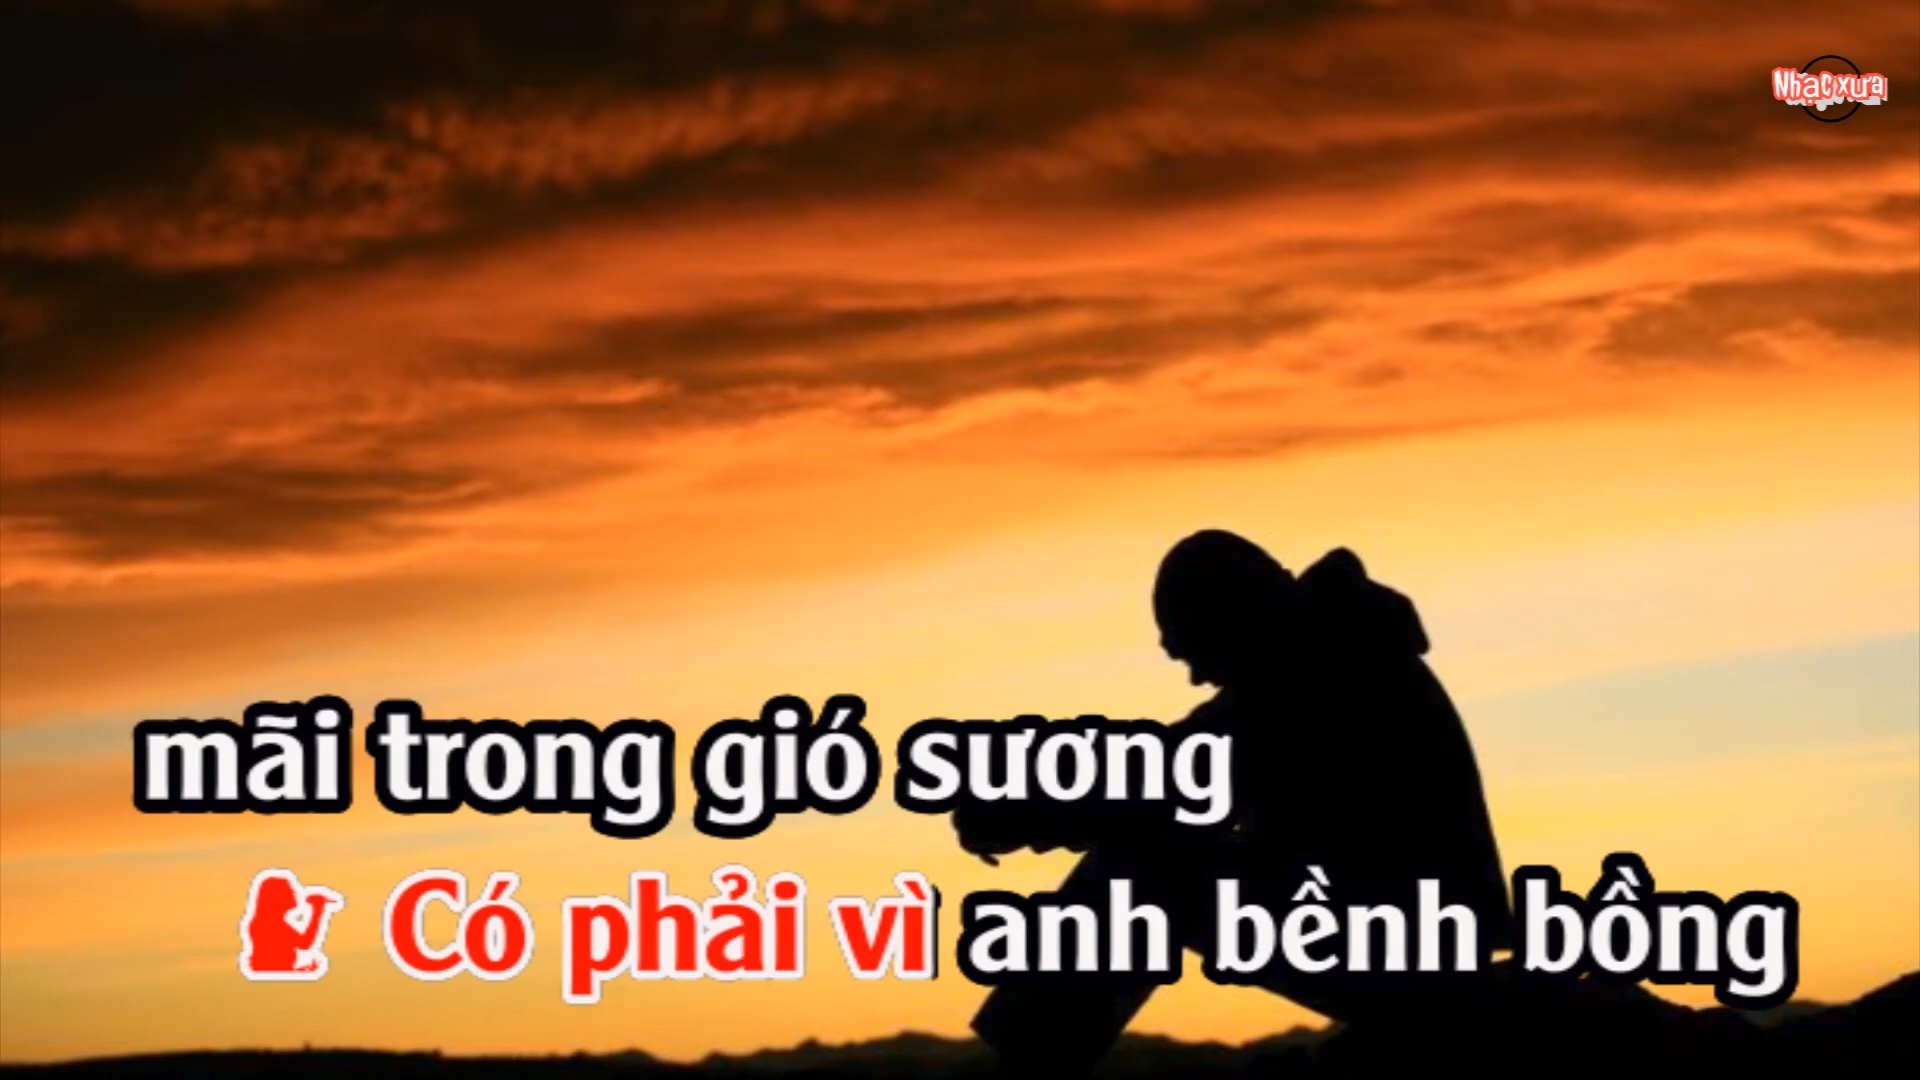 Nhạc xưa
mãi trong gió sương
Có phải vì anh bềnh bồng